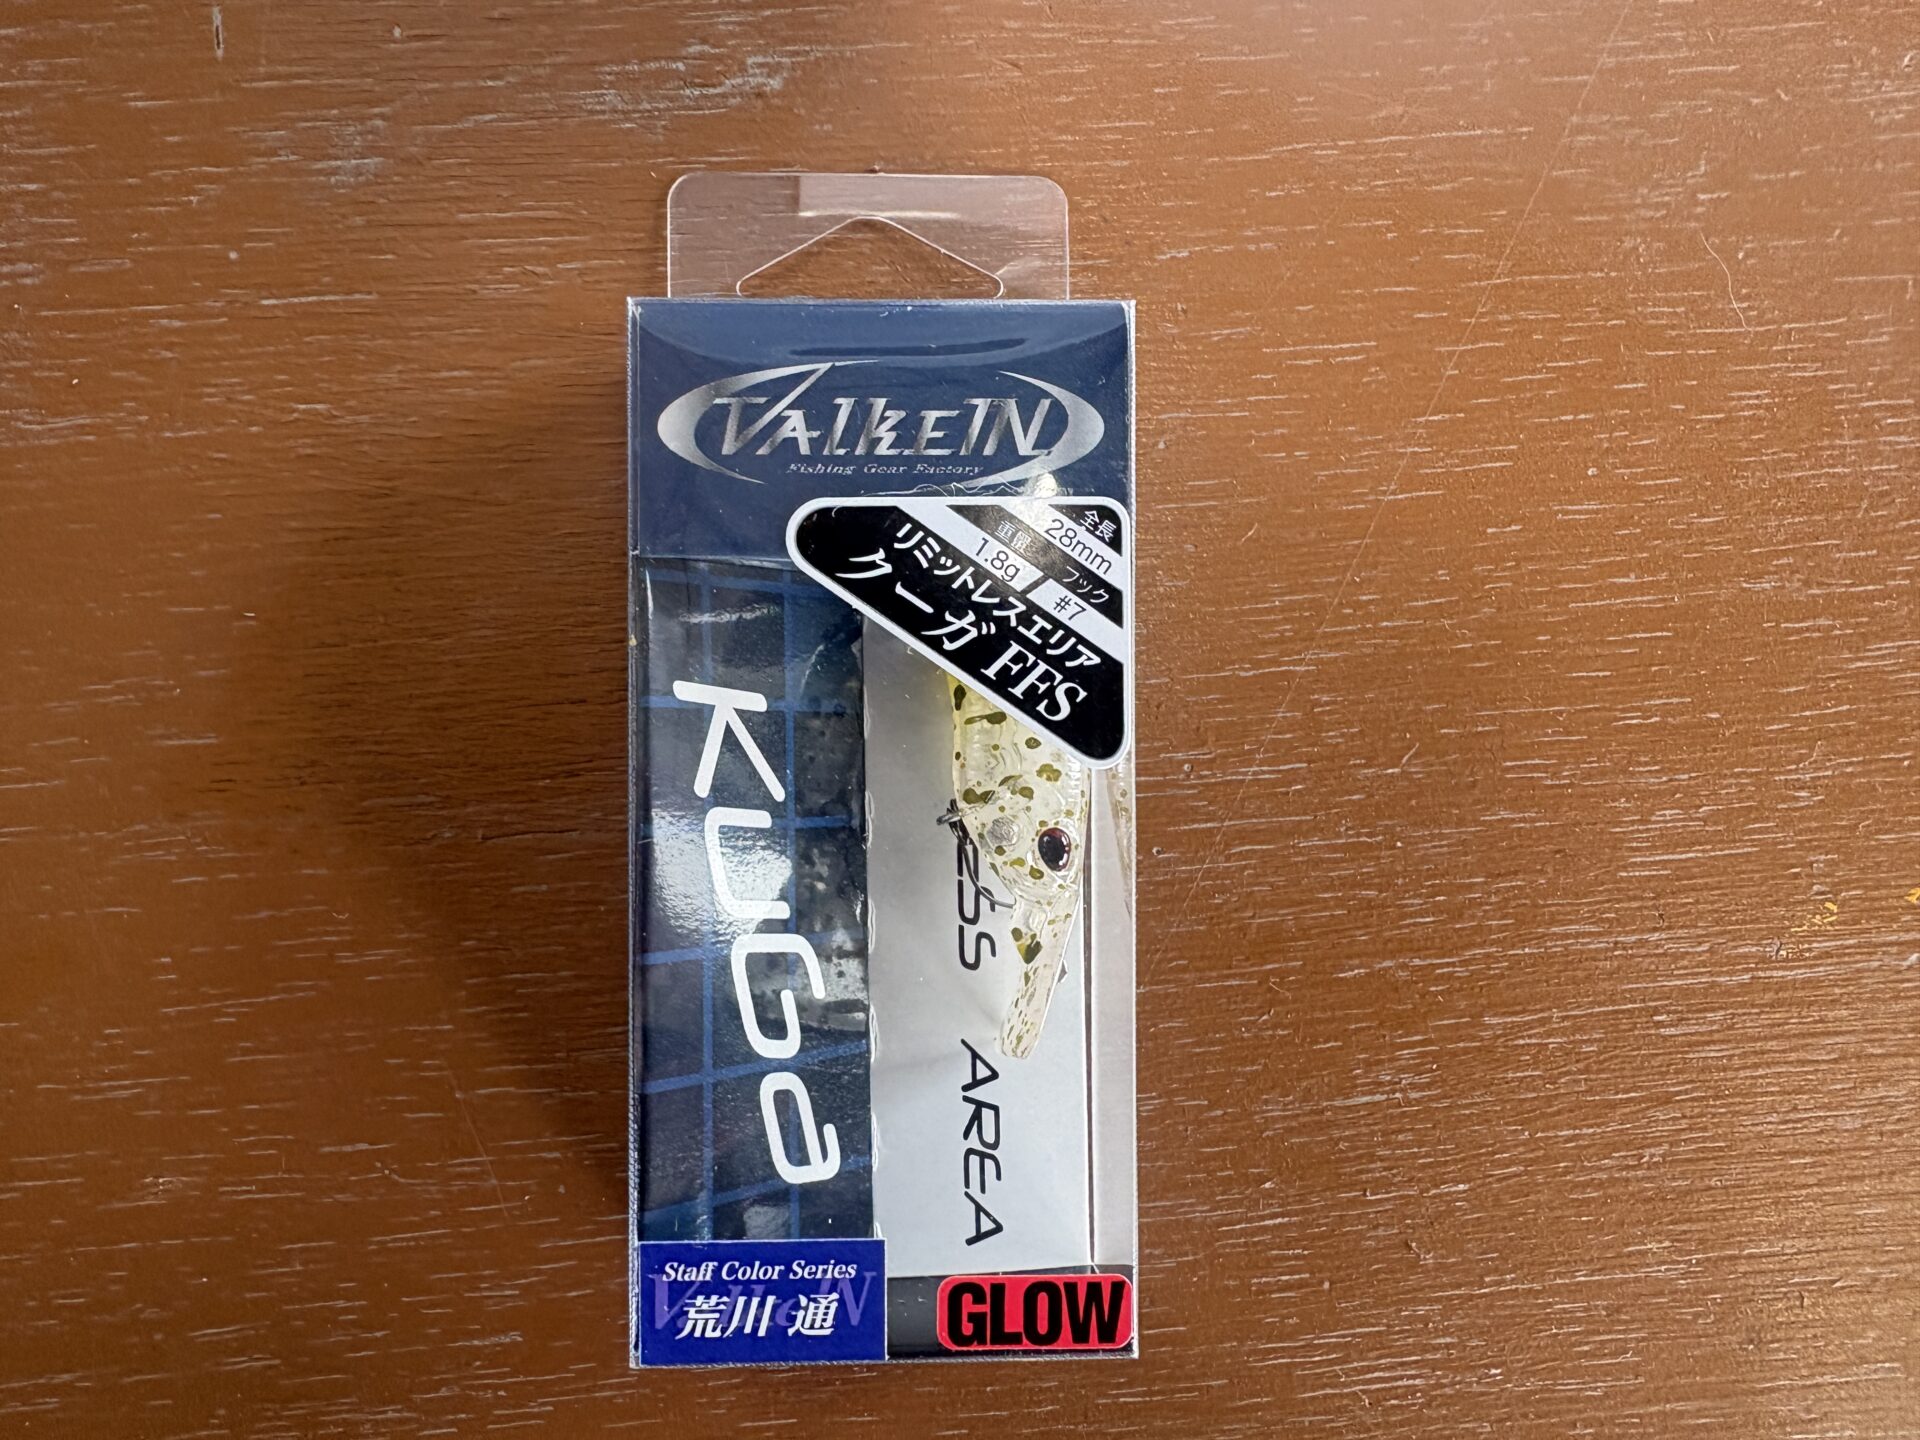 VALKEIN
Fishing Gear Factory
全長
28mm
重量
1.8g
フック
#7
リミットレスエリア
クーガ FFS
KUGA
ESS AREA
Staff Color Series
荒川 通
GLOW